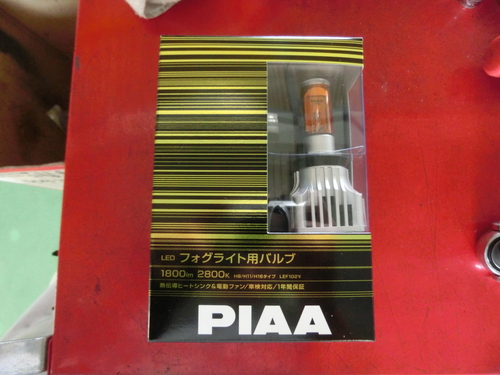 LED フォグライト用バルブ
1800lm 2800K H8/H11/H16タイプ LEF102Y
熱伝導ヒートシンク&電動ファン/車検対応/1年間保証
PIAA